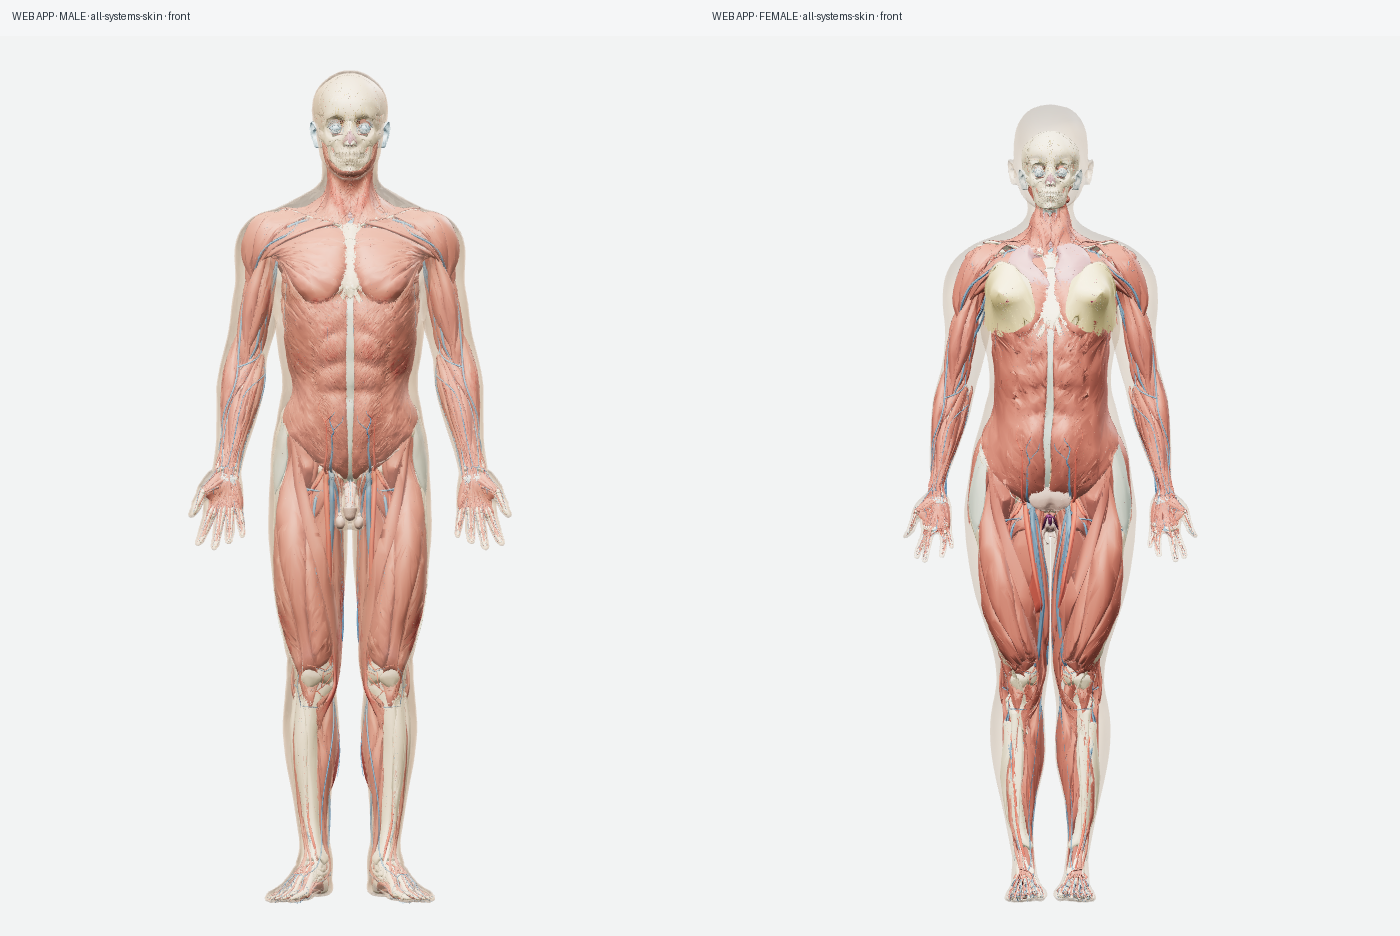 WEB APP · MALE · all-systems-skin · front
WEB APP · FEMALE · all-systems-skin · front